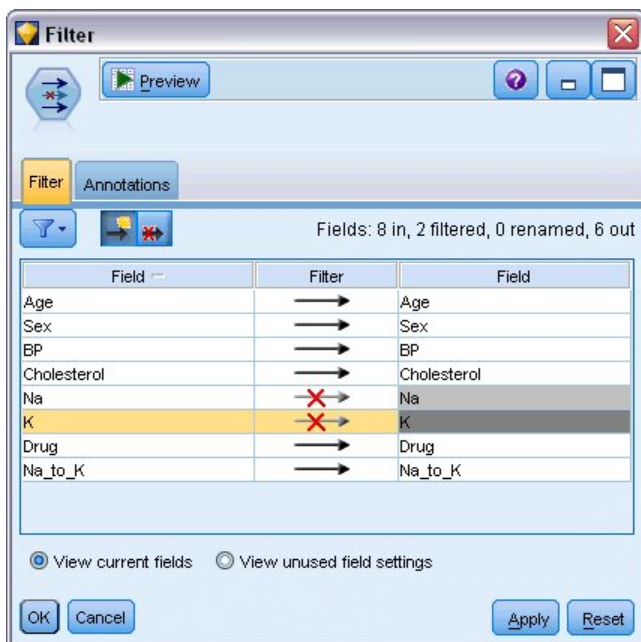 Filter
Preview
Filter Annotations
Fields: 8 in, 2 filtered, 0 renamed, 6 out
Field Filter Field
Age Age
Sex Sex
BP BP
Cholesterol Cholesterol
Na Na
K K
Drug Drug
Na_to_K Na_to_K
View current fields View unused field settings
OK Cancel Apply Reset